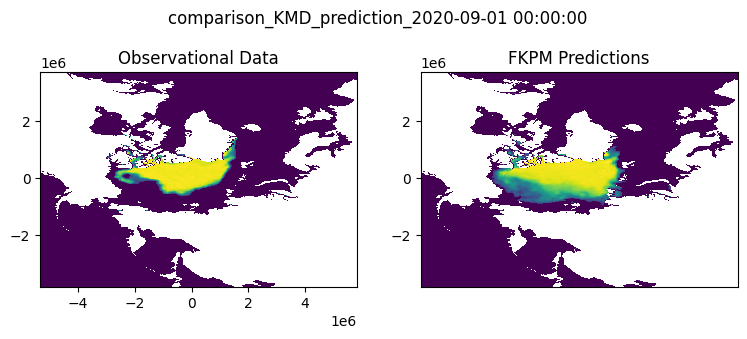 comparison_KMD_prediction_2020-09-01 00:00:00
1e6
Observational Data
1e6
FKPM Predictions
2
0
−2
2
0
−2
−4
−2
0
2
4
1e6